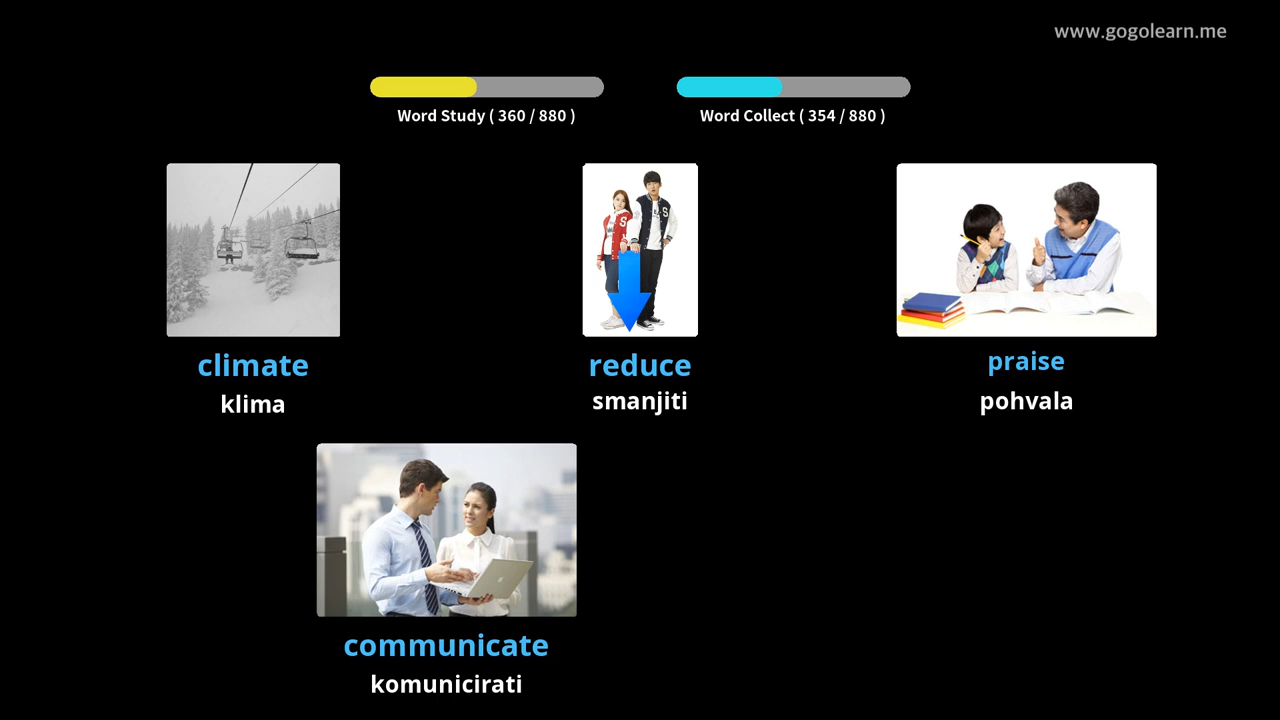 www.gogolearn.me
Word Study ( 360 / 880 )
Word Collect ( 354 / 880 )
climate
reduce
praise
klima
smanjiti
pohvala
communicate
komunicirati